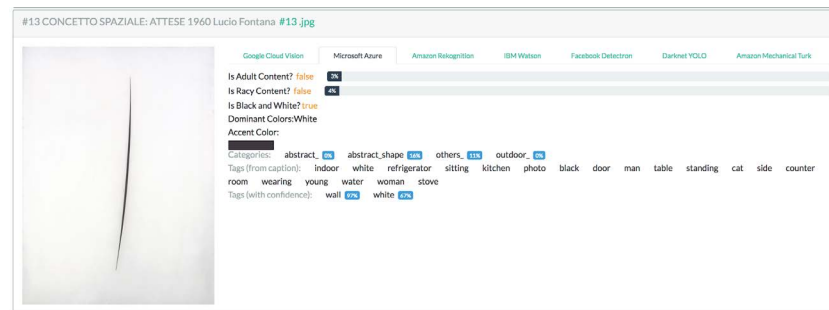 #13 CONCETTO SPAZIALE: ATTESE 1960 Lucio Fontana #13 .jpg
Google Cloud Vision Microsoft Azure Amazon Rekognition IBM Watson Facebook Detectron Darknet YOLO Amazon Mechanical Turk
Is Adult Content? false 3%
Is Racy Content? false 4%
Is Black and White? true
Dominant Colors:White
Accent Color:
Categories: abstract_ 0% abstract_shape 16% others_ 11% outdoor_ 0%
Tags (from caption): indoor white refrigerator sitting kitchen photo black door man table standing cat side counter
room wearing young water woman stove
Tags (with confidence): wall 97% white 67%